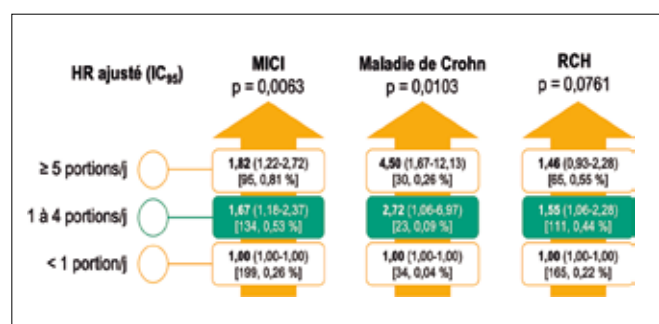 HR ajusté (IC95)
MICI
p = 0,0063
Maladie de Crohn
p = 0,0103
RCH
p = 0,0761
≥ 5 portions/j
1,82 (1,22-2,72)
[95, 0,81 %]
4,50 (1,67-12,13)
[30, 0,26 %]
1,46 (0,93-2,28)
[65, 0,55 %]
1 à 4 portions/j
1,67 (1,18-2,37)
[134, 0,53 %]
2,72 (1,06-6,97)
[23, 0,09 %]
1,55 (1,06-2,28)
[111, 0,44 %]
< 1 portion/j
1,00 (1,00-1,00)
[199, 0,26 %]
1,00 (1,00-1,00)
[34, 0,04 %]
1,00 (1,00-1,00)
[165, 0,22 %]